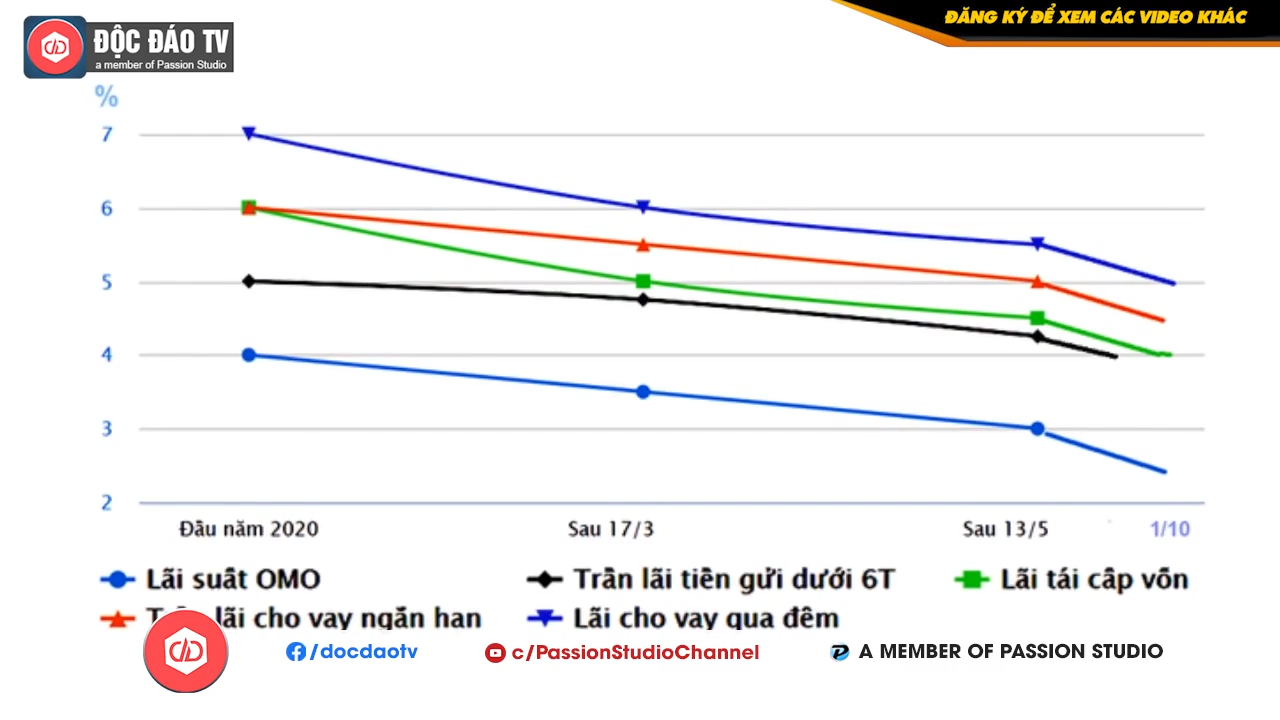 ĐĂNG KÝ ĐỂ XEM CÁC VIDEO KHÁC
ĐỘC ĐÁO TV
a member of Passion Studio
%
7
6
5
4
3
2
Đầu năm 2020
Sau 17/3
Sau 13/5
1/10
Lãi suất OMO
Trần lãi tiền gửi dưới 6T
Lãi tái cấp vốn
lãi cho vay ngắn hạn
Lãi cho vay qua đêm
/docdaotv
c/PassionStudioChannel
A MEMBER OF PASSION STUDIO